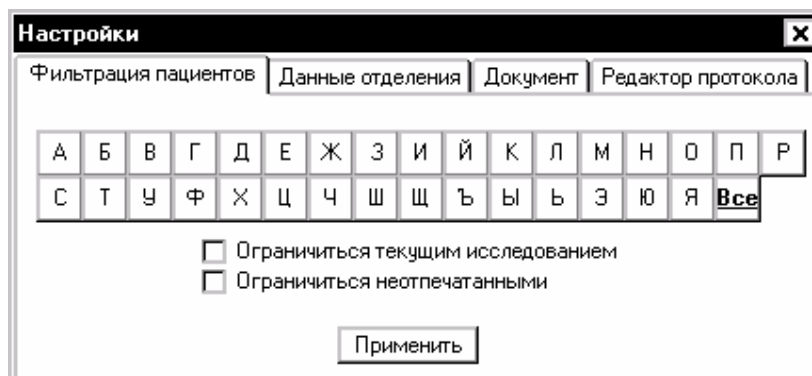 Настройки
Фильтрация пациентов Данные отделения Документ Редактор протокола
А Б В Г Д Е Ж З И Й К Л М Н О П Р
С Т У Ф Х Ц Ч Ш Щ Ъ Ы Ь Э Ю Я Все
Ограничиться текущим исследованием
Ограничиться неотпечатанными
Применить